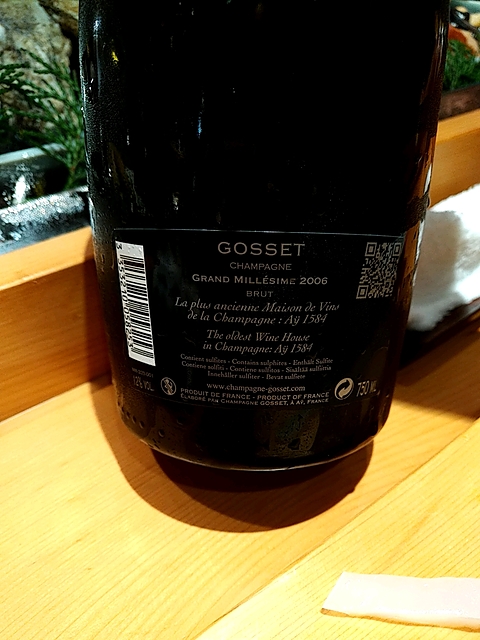 GOSSET
CHAMPAGNE
GRAND MILLÉSIME 2006
BRUT
La plus ancienne Maison de Vins
de la Champagne : Aÿ 1584
The oldest Wine House
in Champagne: Aÿ 1584
Contient sulfites - Contains sulphites - Enthält Sulfite
Contiene sulfiti - Contiene sulfitos - Sisältää sulfiittia
Innehåller sulfiter - Bevat sulfiete
www.champagne-gosset.com
12% VOL.
PRODUIT DE FRANCE - PRODUCT OF FRANCE
750 ML
ELABORÉ PAR CHAMPAGNE GOSSET, À AY, FRANCE